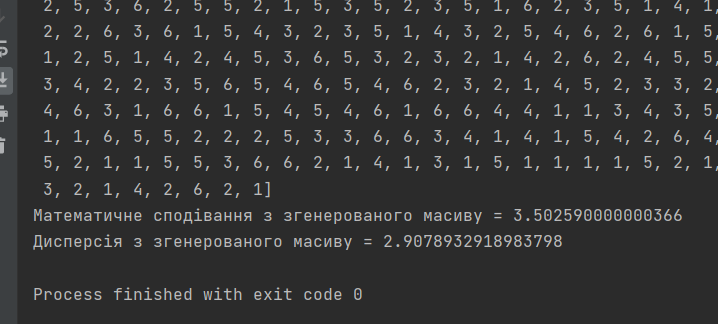 2, 5, 3, 6, 2, 5, 5, 2, 1, 5, 3, 5, 2, 3, 5, 1, 6, 2, 3, 5, 1, 4, 1,
2, 2, 6, 3, 6, 1, 5, 4, 3, 2, 3, 5, 1, 4, 3, 2, 5, 4, 6, 2, 6, 1, 5,
1, 2, 5, 1, 4, 2, 4, 5, 3, 6, 5, 3, 2, 3, 2, 1, 4, 2, 6, 2, 4, 5, 5,
3, 4, 2, 2, 3, 5, 6, 5, 4, 6, 5, 4, 6, 2, 3, 2, 1, 4, 5, 2, 3, 3, 2,
4, 6, 3, 1, 6, 6, 1, 5, 4, 5, 4, 6, 1, 6, 6, 4, 4, 1, 1, 3, 4, 3, 5,
1, 1, 6, 5, 5, 2, 2, 2, 5, 3, 3, 6, 6, 3, 4, 1, 4, 1, 5, 4, 2, 6, 4,
5, 2, 1, 1, 5, 5, 3, 6, 6, 2, 1, 4, 1, 3, 1, 5, 1, 1, 1, 1, 5, 2, 1,
3, 2, 1, 4, 2, 6, 2, 1]
Математичне сподівання з згенерованого масиву = 3.502590000000366
Дисперсія з згенерованого масиву = 2.9078932918983798
Process finished with exit code 0